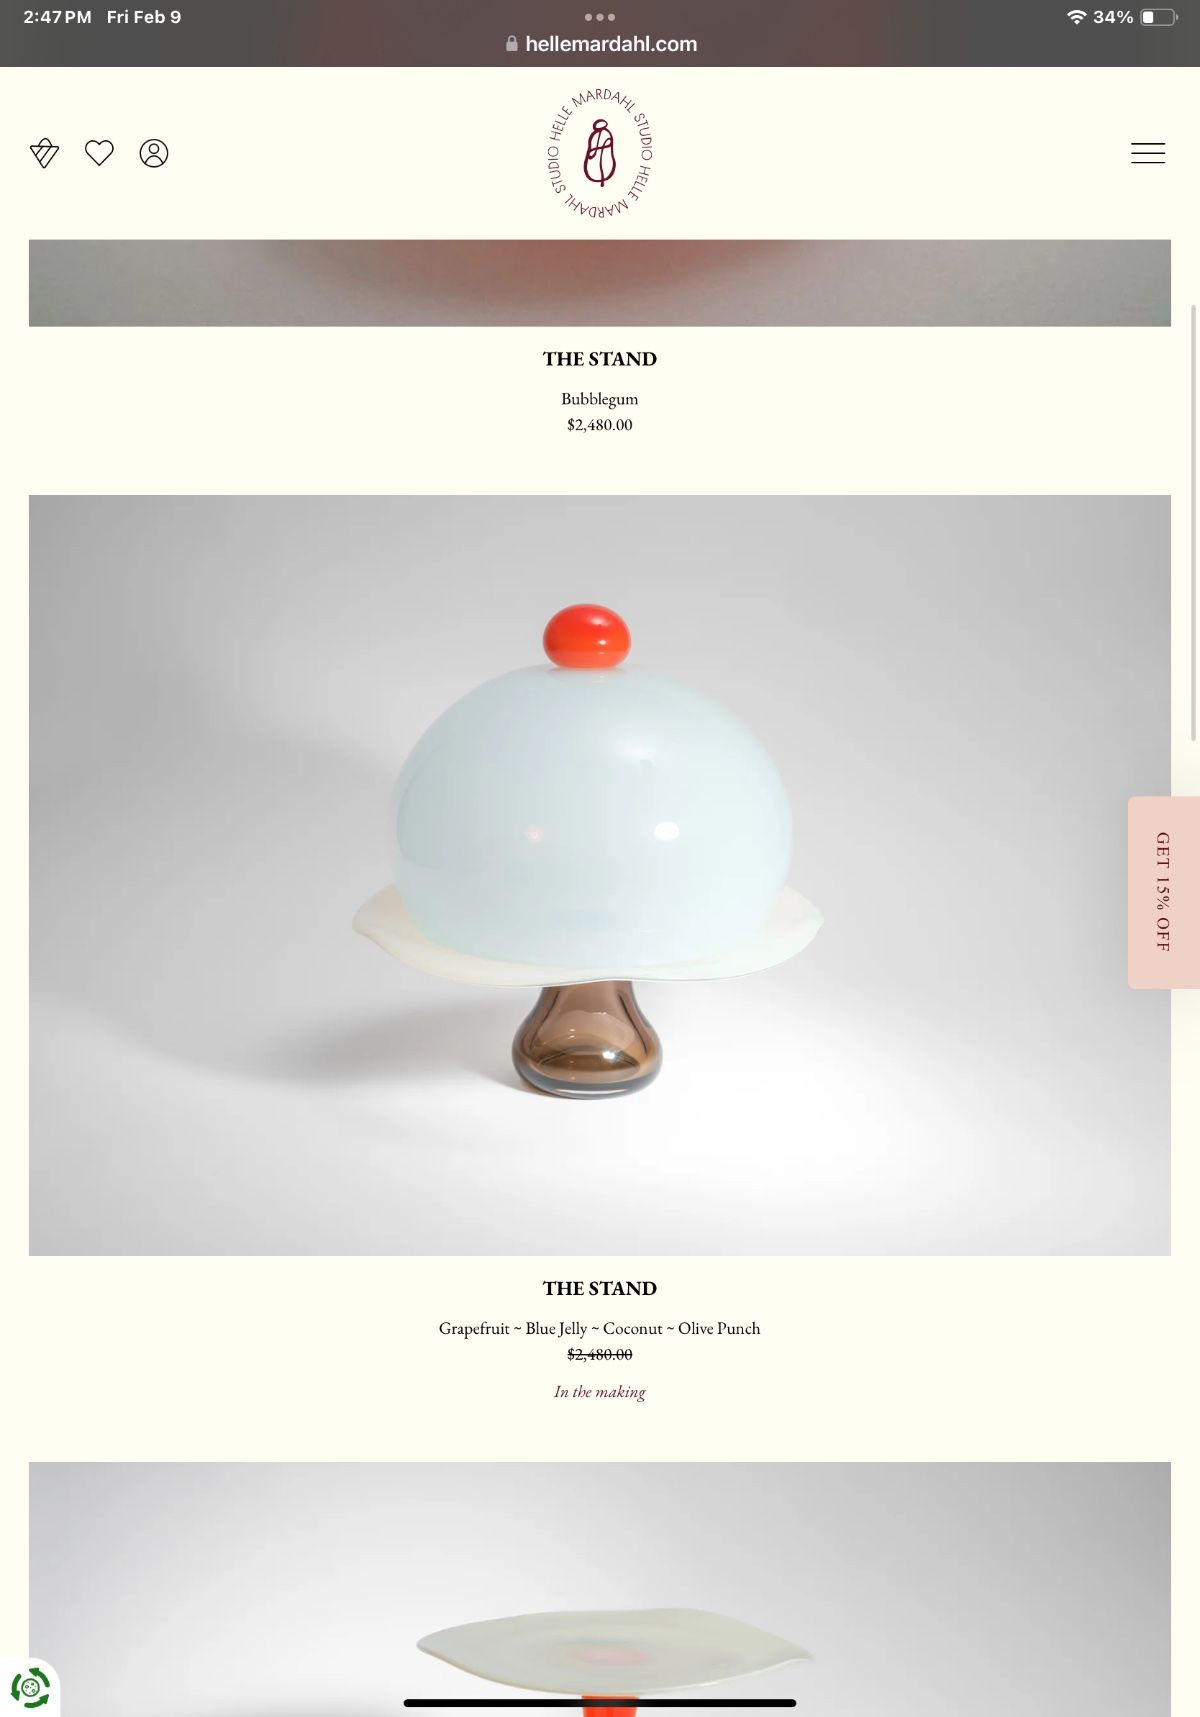 2:47 PM Fri Feb 9
34%
hellemardahl.com
HELLE MARDAHL STUDIO HELLE MARDAHL STUDIO
THE STAND
Bubblegum
$2,480.00
GET 15% OFF
THE STAND
Grapefruit ~ Blue Jelly ~ Coconut ~ Olive Punch
$2,480.00
In the making